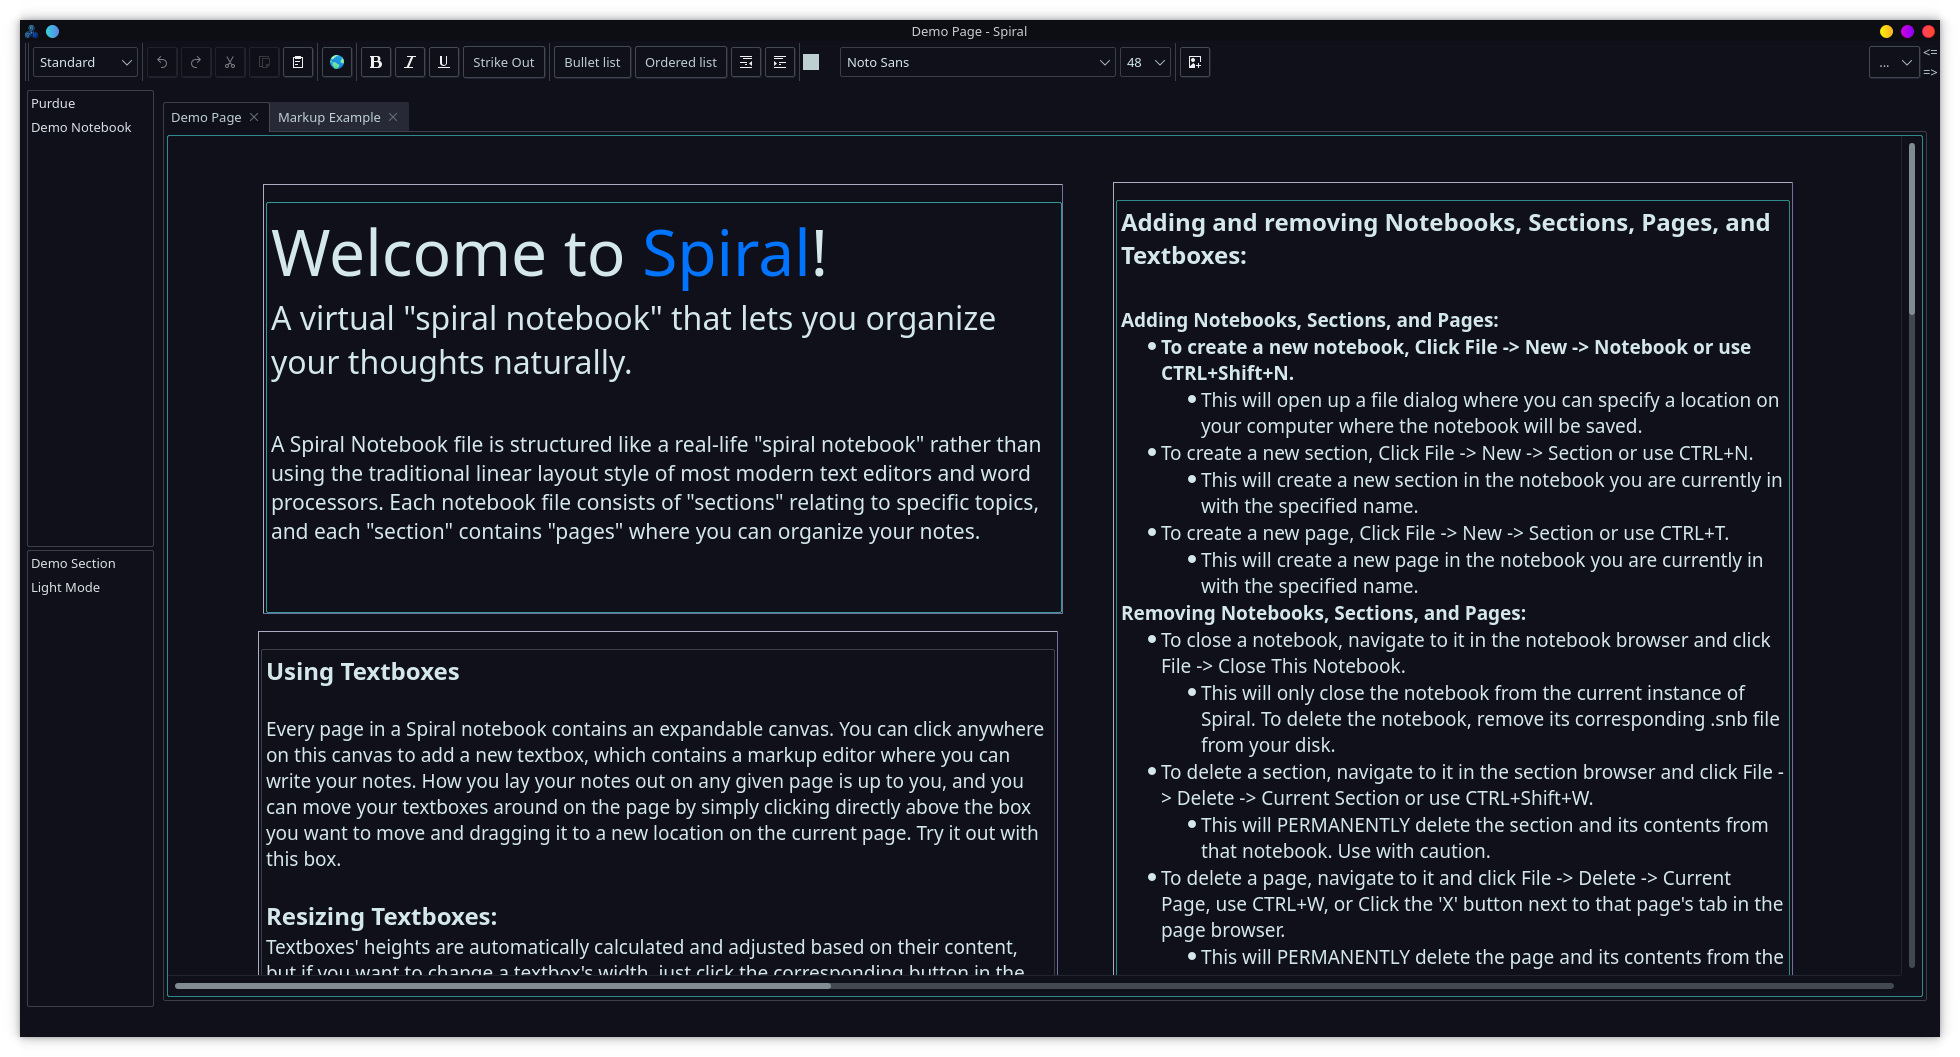 Demo Page - Spiral
Standard
B I U Strike Out Bullet list Ordered list Noto Sans 48 ... <=
=>
Purdue
Demo Notebook
Demo Section
Light Mode
Demo Page Markup Example
Welcome to Spiral!
A virtual "spiral notebook" that lets you organize
your thoughts naturally.
A Spiral Notebook file is structured like a real-life "spiral notebook" rather than
using the traditional linear layout style of most modern text editors and word
processors. Each notebook file consists of "sections" relating to specific topics,
and each "section" contains "pages" where you can organize your notes.
Using Textboxes
Every page in a Spiral notebook contains an expandable canvas. You can click anywhere
on this canvas to add a new textbox, which contains a markup editor where you can
write your notes. How you lay your notes out on any given page is up to you, and you
can move your textboxes around on the page by simply clicking directly above the box
you want to move and dragging it to a new location on the current page. Try it out with
this box.
Resizing Textboxes:
Textboxes' heights are automatically calculated and adjusted based on their content,
but if you want to change a textbox's width, just click the corresponding button in the
Adding and removing Notebooks, Sections, Pages, and
Textboxes:
Adding Notebooks, Sections, and Pages:
• To create a new notebook, Click File -> New -> Notebook or use
CTRL+Shift+N.
• This will open up a file dialog where you can specify a location on
your computer where the notebook will be saved.
• To create a new section, Click File -> New -> Section or use CTRL+N.
• This will create a new section in the notebook you are currently in
with the specified name.
• To create a new page, Click File -> New -> Section or use CTRL+T.
• This will create a new page in the notebook you are currently in
with the specified name.
Removing Notebooks, Sections, and Pages:
• To close a notebook, navigate to it in the notebook browser and click
File -> Close This Notebook.
• This will only close the notebook from the current instance of
Spiral. To delete the notebook, remove its corresponding .snb file
from your disk.
• To delete a section, navigate to it in the section browser and click File -
> Delete -> Current Section or use CTRL+Shift+W.
• This will PERMANENTLY delete the section and its contents from
that notebook. Use with caution.
• To delete a page, navigate to it and click File -> Delete -> Current
Page, use CTRL+W, or Click the 'X' button next to that page's tab in the
page browser.
• This will PERMANENTLY delete the page and its contents from the